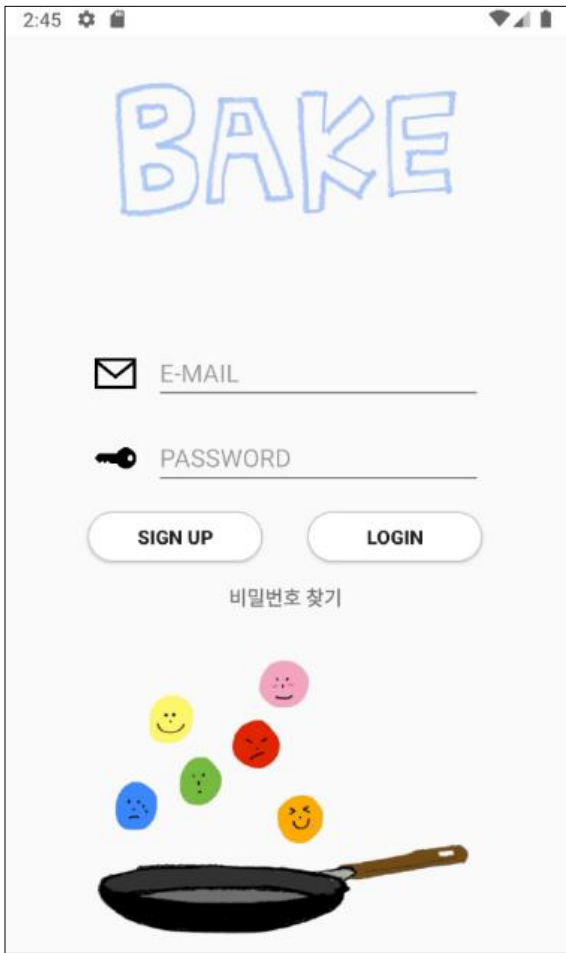 2:45
BAKE
E-MAIL
PASSWORD
SIGN UP LOGIN
비밀번호 찾기